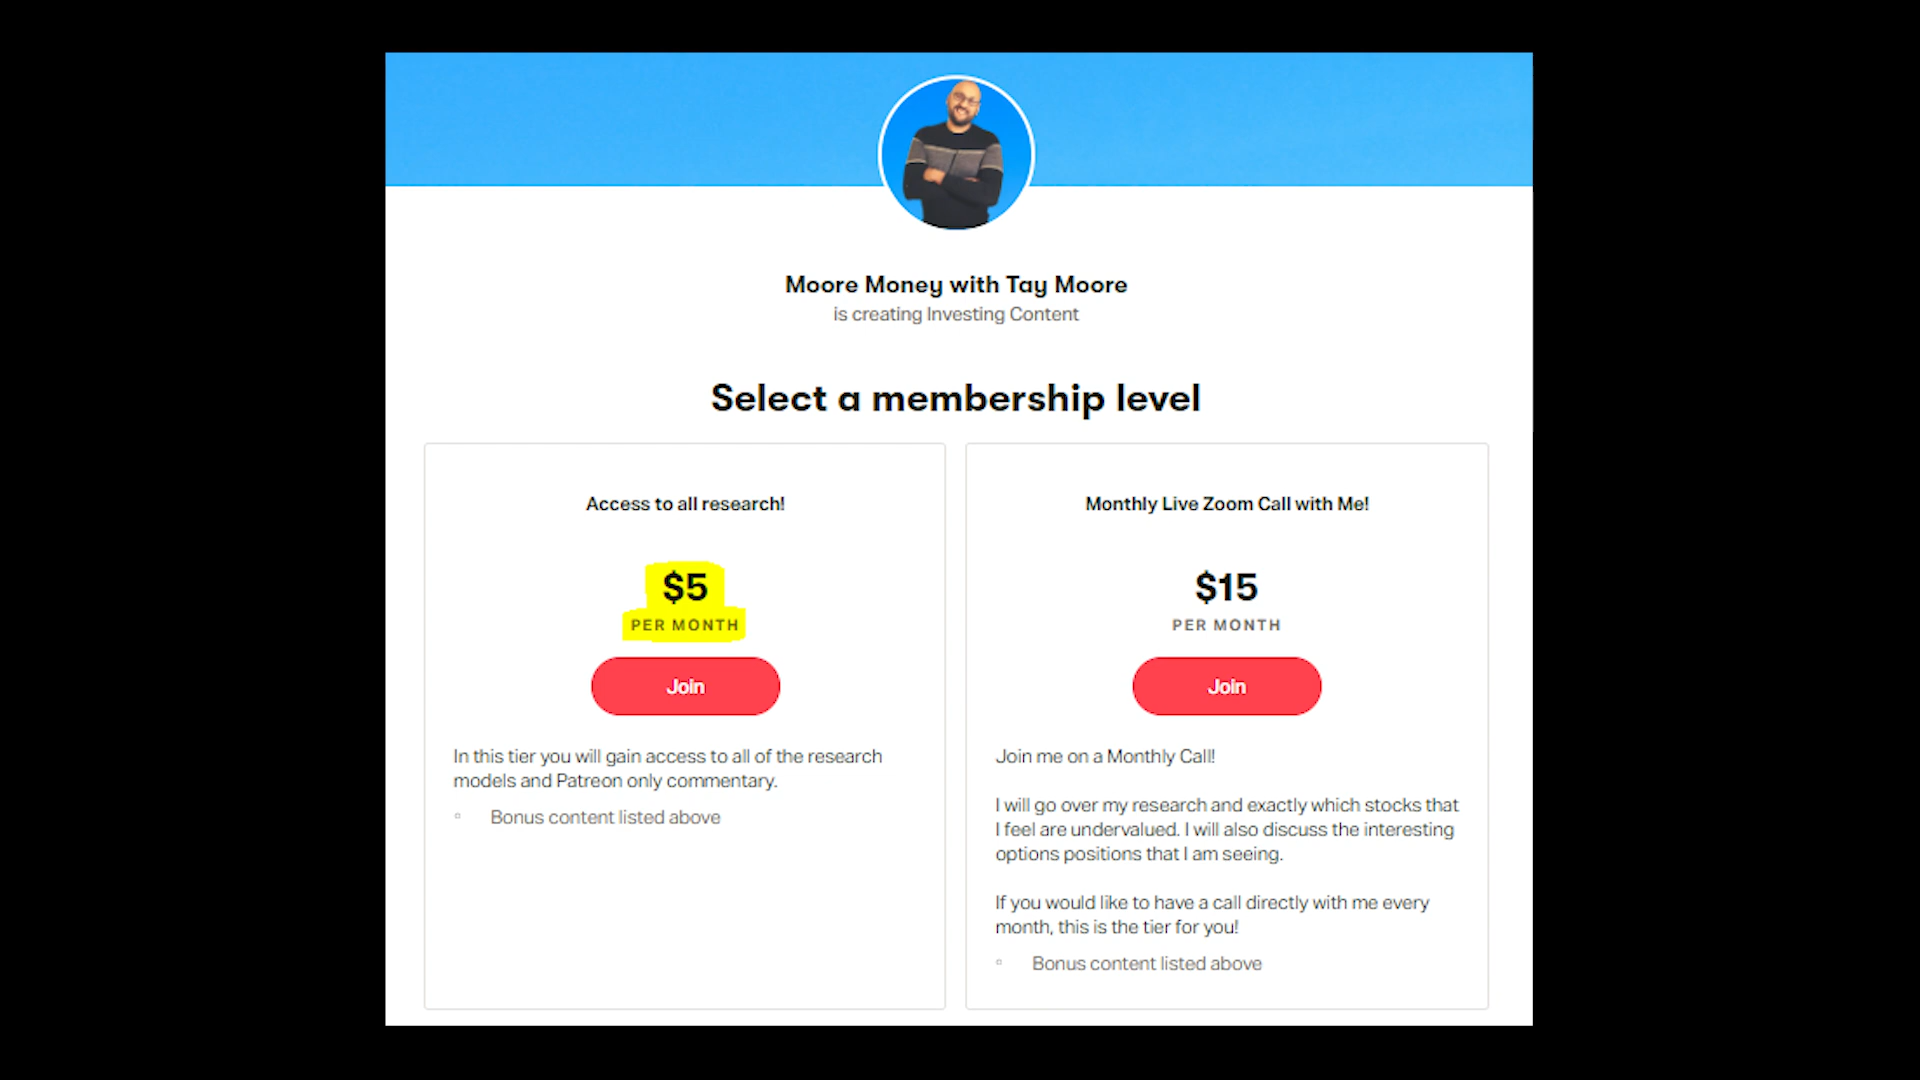 Moore Money with Tay Moore
is creating Investing Content
Select a membership level
Access to all research!
$5
PER MONTH
Join
In this tier you will gain access to all of the research
models and Patreon only commentary.
Bonus content listed above
Monthly Live Zoom Call with Me!
$15
PER MONTH
Join
Join me on a Monthly Call!
I will go over my research and exactly which stocks that
I feel are undervalued. I will also discuss the interesting
options positions that I am seeing.
If you would like to have a call directly with me every
month, this is the tier for you!
Bonus content listed above